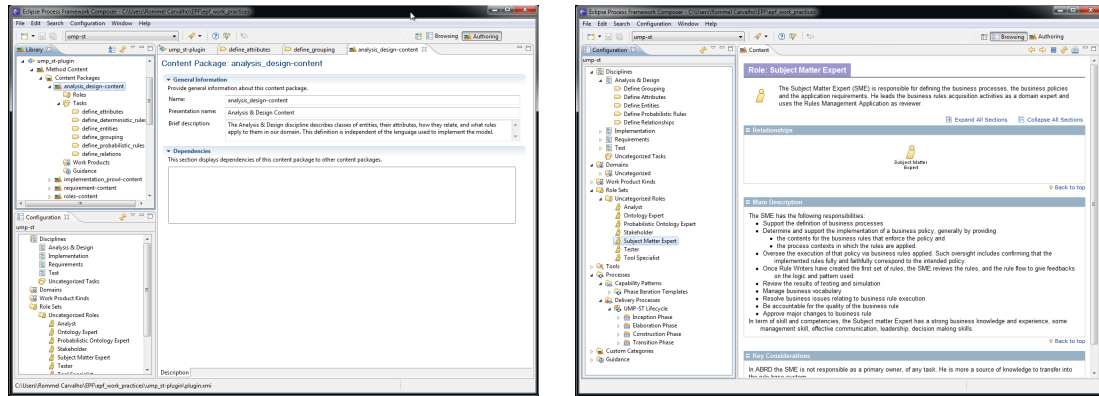 Eclipse Process Framework Composer - C:\Users\Rommel Carvalho\EPF\epf_work_practices
File Edit Search Configuration Window Help
ump-st
Browsing Authoring
Library
ump_st-plugin
Method Content
Content Packages
analysis_design-content
Roles
Tasks
define_attributes
define_deterministic_rules
define_entities
define_grouping
define_probabilistic_rules
define_relations
Work Products
Guidance
implementation_prowl-content
requirement-content
roles-content
Configuration
ump-st
Disciplines
Analysis & Design
Implementation
Requirements
Test
Uncategorized Tasks
Domains
Work Product Kinds
Role Sets
Uncategorized Roles
Analyst
Ontology Expert
Probabilistic Ontology Expert
Stakeholder
Subject Matter Expert
Tester
ump_st-plugin define_attributes define_grouping analysis_design-content
Content Package: analysis_design-content
General Information
Provide general information about this content package.
Name: analysis_design-content
Presentation name: Analysis & Design Content
Brief description: The Analysis & Design discipline describes classes of entities, their attributes, how they relate, and what rules
apply to them in our domain. This definition is independent of the language used to implement the model.
Dependencies
This section displays dependencies of this content package to other content packages.
Description
C:\Users\Rommel Carvalho\EPF\epf_work_practices\ump_st-plugin\plugin.xmi
Eclipse Process Framework Composer - C:\Users\Rommel Carvalho\EPF\epf_work_practices
File Edit Search Configuration Window Help
ump-st
Browsing Authoring
Configuration
ump-st
Disciplines
Analysis & Design
Define Grouping
Define Attributes
Define Entities
Define Probabilistic Rules
Define Relationships
Implementation
Requirements
Test
Uncategorized Tasks
Domains
Uncategorized
Work Product Kinds
Role Sets
Uncategorized Roles
Analyst
Ontology Expert
Probabilistic Ontology Expert
Stakeholder
Subject Matter Expert
Tester
Tool Specialist
Tools
Processes
Capability Patterns
Phase Iteration Templates
Delivery Processes
UMP-ST Lifecycle
Inception Phase
Elaboration Phase
Construction Phase
Transition Phase
Custom Categories
Guidance
Content
Role: Subject Matter Expert
The Subject Matter Expert (SME) is responsible for defining the business processes, the business policies
and the application requirements. He leads the business rules acquisition activities as a domain expert and
uses the Rules Management Application as reviewer.
Expand All Sections Collapse All Sections
Relationships
Subject Matter
Expert
Back to top
Main Description
The SME has the following responsibilities:
Support the definition of business processes
Determine and support the implementation of a business policy, generally by providing
the contents for the business rules that enforce the policy and
the process contexts in which the rules are applied.
Oversee the execution of that policy via business rules applied. Such oversight includes confirming that the
implemented rules fully and faithfully correspond to the intended policy.
Once Rule Writers have created the first set of rules, the SME reviews the rules, and the rule flow to give feedbacks
on the logic and pattern used.
Review the results of testing and simulation
Manage business vocabulary
Resolve business issues relating to business rule execution.
Be accountable for the quality of the business rule
Approve major changes to business rule
In term of skill and competencies, the Subject matter Expert has a strong business knowledge and experience, some
management skill, effective communication, leadership, decision making skills.
Back to top
Key Considerations
In ABRD the SME is not responsible as a primary owner, of any task. He is more a source of knowledge to transfer into